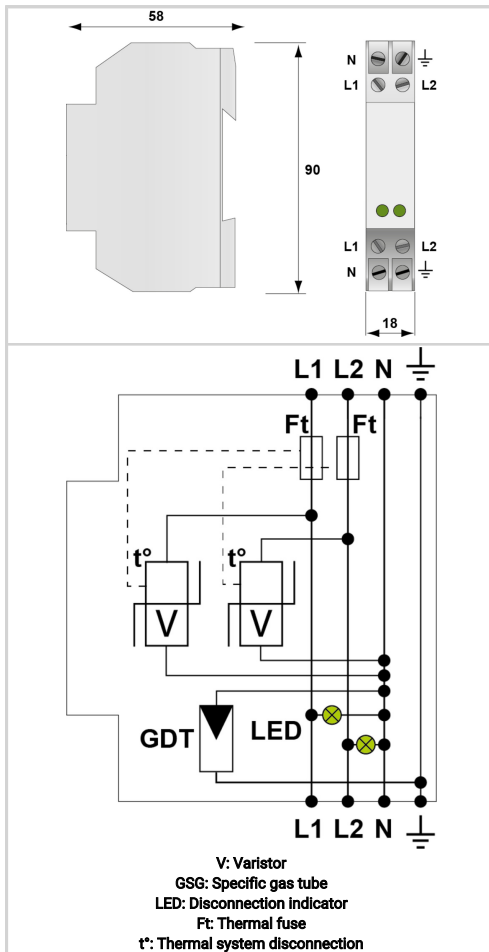 58
90
N ⏚
L1 L2
L1 L2
N ⏚
18
L1 L2 N ⏚
Ft Ft
t° t°
V V
GDT LED
L1 L2 N ⏚
V: Varistor
GSG: Specific gas tube
LED: Disconnection indicator
Ft: Thermal fuse
t°: Thermal system disconnection